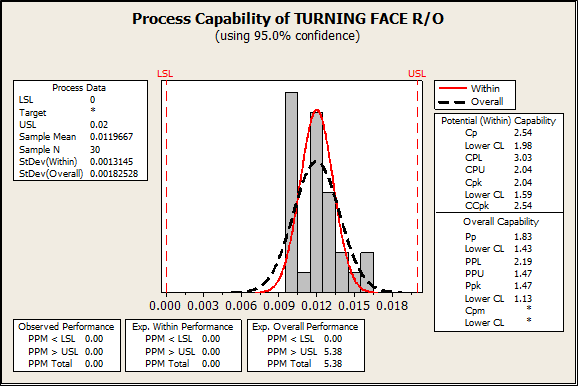 Process Capability of TURNING FACE R/O
(using 95.0% confidence)
LSL
USL
Process Data
LSL 0
Target *
USL 0.02
Sample Mean 0.0119667
Sample N 30
StDev(Within) 0.0013145
StDev(Overall) 0.00182528
Within
Overall
Potential (Within) Capability
Cp 2.54
Lower CL 1.98
CPL 3.03
CPU 2.04
Cpk 2.04
Lower CL 1.59
CCpk 2.54
Overall Capability
Pp 1.83
Lower CL 1.43
PPL 2.19
PPU 1.47
Ppk 1.47
Lower CL 1.13
Cpm *
Lower CL *
0.000 0.003 0.006 0.009 0.012 0.015 0.018
Observed Performance
PPM < LSL 0.00
PPM > USL 0.00
PPM Total 0.00
Exp. Within Performance
PPM < LSL 0.00
PPM > USL 0.00
PPM Total 0.00
Exp. Overall Performance
PPM < LSL 0.00
PPM > USL 5.38
PPM Total 5.38